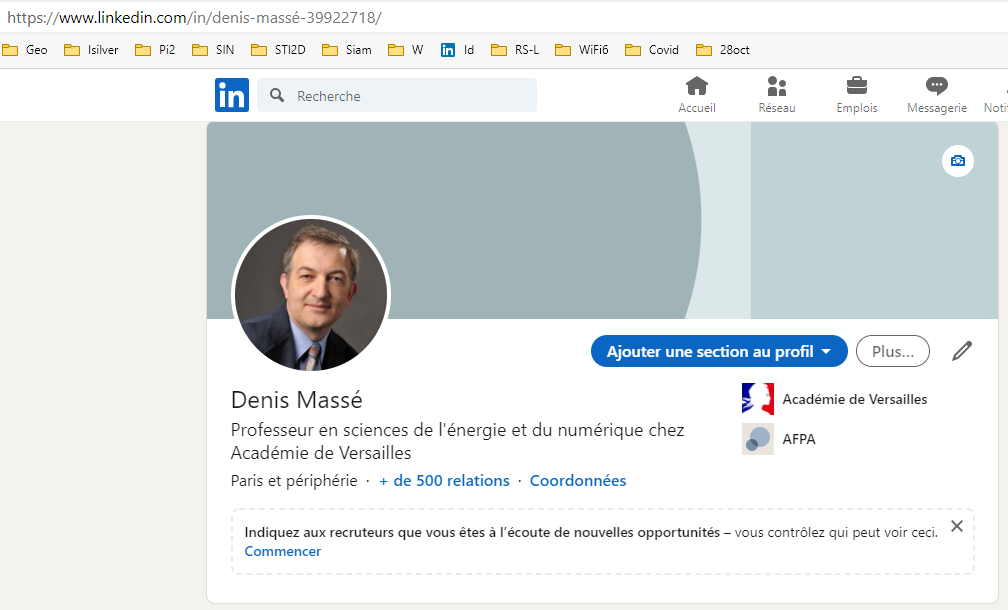 https://www.linkedin.com/in/denis-massé-39922718/
Geo Isilver Pi2 SIN STI2D Siam W in Id RS-L WiFi6 Covid 28oct
in Recherche Accueil Réseau Emplois Messagerie Noti
Ajouter une section au profil Plus...
Denis Massé
Académie de Versailles
Professeur en sciences de l'énergie et du numérique chez
Académie de Versailles
AFPA
Paris et périphérie · + de 500 relations · Coordonnées
Indiquez aux recruteurs que vous êtes à l'écoute de nouvelles opportunités – vous contrôlez qui peut voir ceci.
Commencer